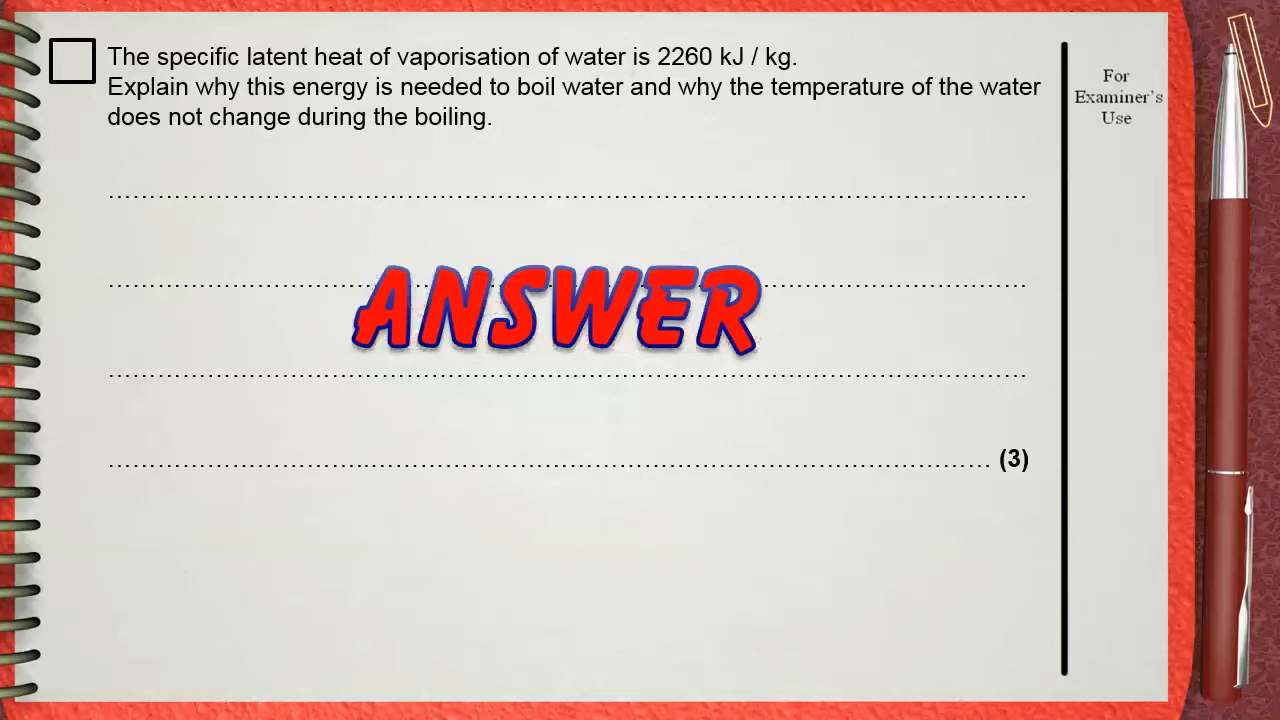 The specific latent heat of vaporisation of water is 2260 kJ / kg.
Explain why this energy is needed to boil water and why the temperature of the water
does not change during the boiling.
For
Examiner's
Use
ANSWER
(3)